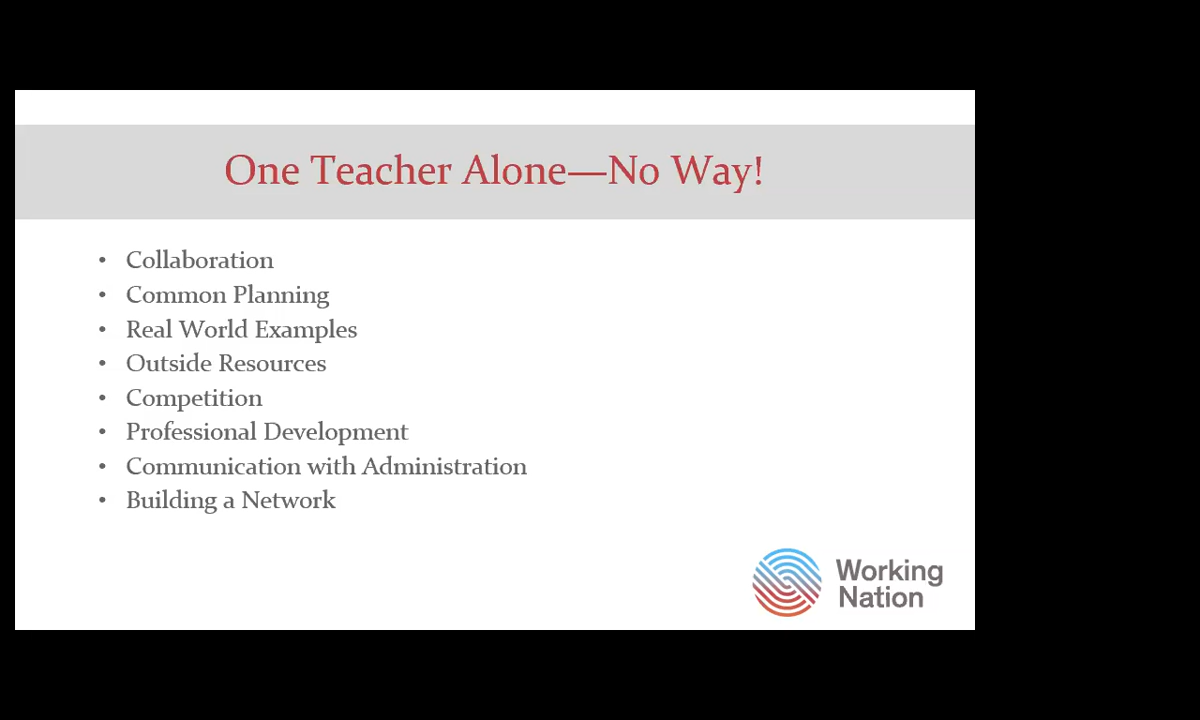 One Teacher Alone—No Way!
• Collaboration
• Common Planning
• Real World Examples
• Outside Resources
• Competition
• Professional Development
• Communication with Administration
• Building a Network
Working
Nation